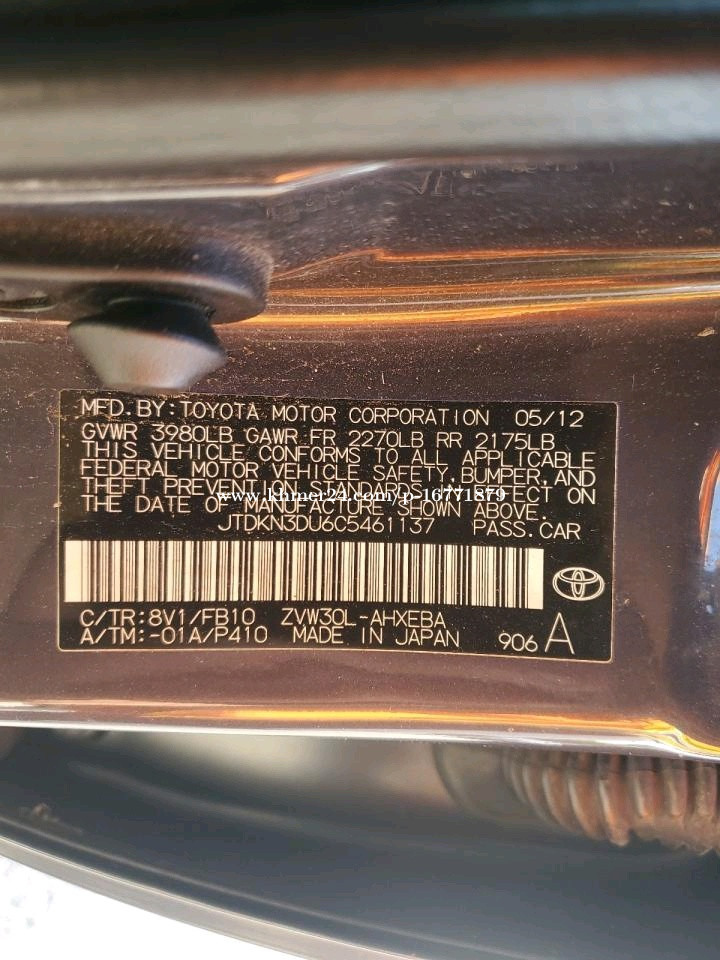 MFD.BY:TOYOTA MOTOR CORPORATION 05/12
GVWR 3980LB GAWR FR 2270LB RR 2175LB
THIS VEHICLE CONFORMS TO ALL APPLICABLE
FEDERAL MOTOR VEHICLE SAFETY, BUMPER, AND
THEFT PREVENTION STANDARDS IN EFFECT ON
www.khmer24.com/p-16771879
THE DATE OF MANUFACTURE SHOWN ABOVE.
JTDKN3DU6C5461137 PASS.CAR
C/TR:8V1/FB10 ZVW30L-AHXEBA
A/TM:-01A/P410 MADE IN JAPAN 906 A